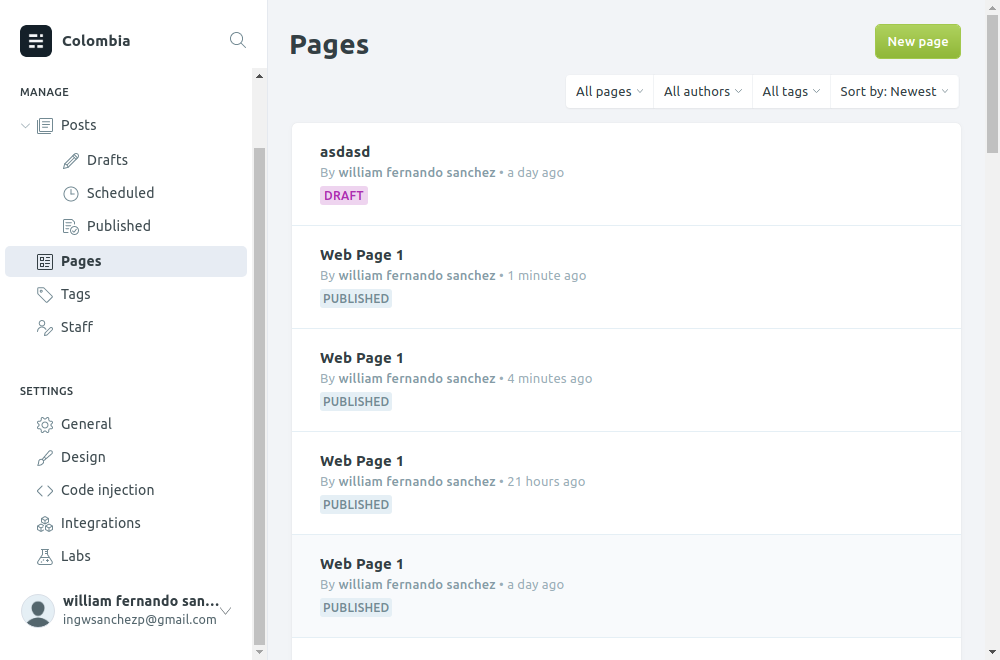 Colombia
MANAGE
Posts
Drafts
Scheduled
Published
Pages
Tags
Staff
SETTINGS
General
Design
Code injection
Integrations
Labs
william fernando san...
ingwsanchezp@gmail.com
Pages
New page
All pages
All authors
All tags
Sort by: Newest
asdasd
By william fernando sanchez • a day ago
DRAFT
Web Page 1
By william fernando sanchez • 1 minute ago
PUBLISHED
Web Page 1
By william fernando sanchez • 4 minutes ago
PUBLISHED
Web Page 1
By william fernando sanchez • 21 hours ago
PUBLISHED
Web Page 1
By william fernando sanchez • a day ago
PUBLISHED